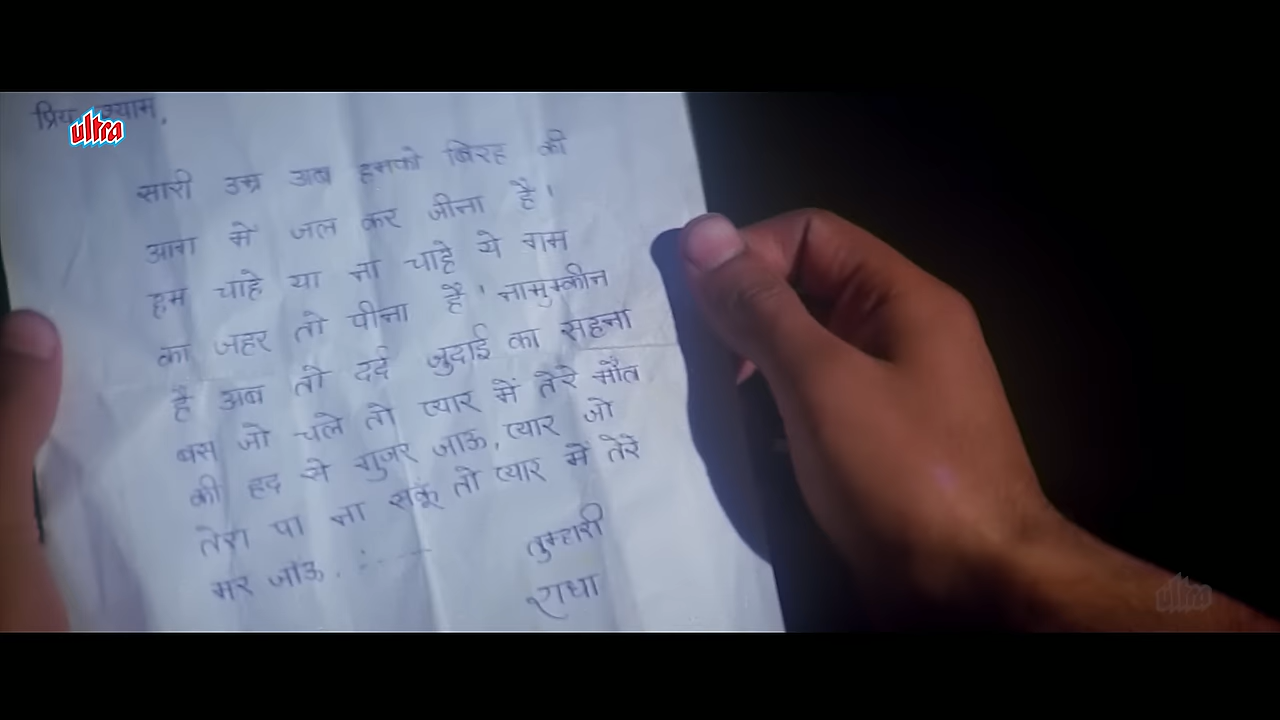 प्रिय श्याम,
ultra
सारी उम्र अब हमको बिरह की
आग में जल कर जीना है।
हम चाहे या ना चाहे ये गम
का जहर तो पीना है। नामुम्कीन
है अब तो दर्द जुदाई का सहना
बस जो चले तो प्यार में तेरे मौत
की हद से गुजर जाऊ, प्यार जो
तेरा पा ना सकूं तो प्यार में तेरे
मर जाऊ.
तुम्हारी
राधा
ultra